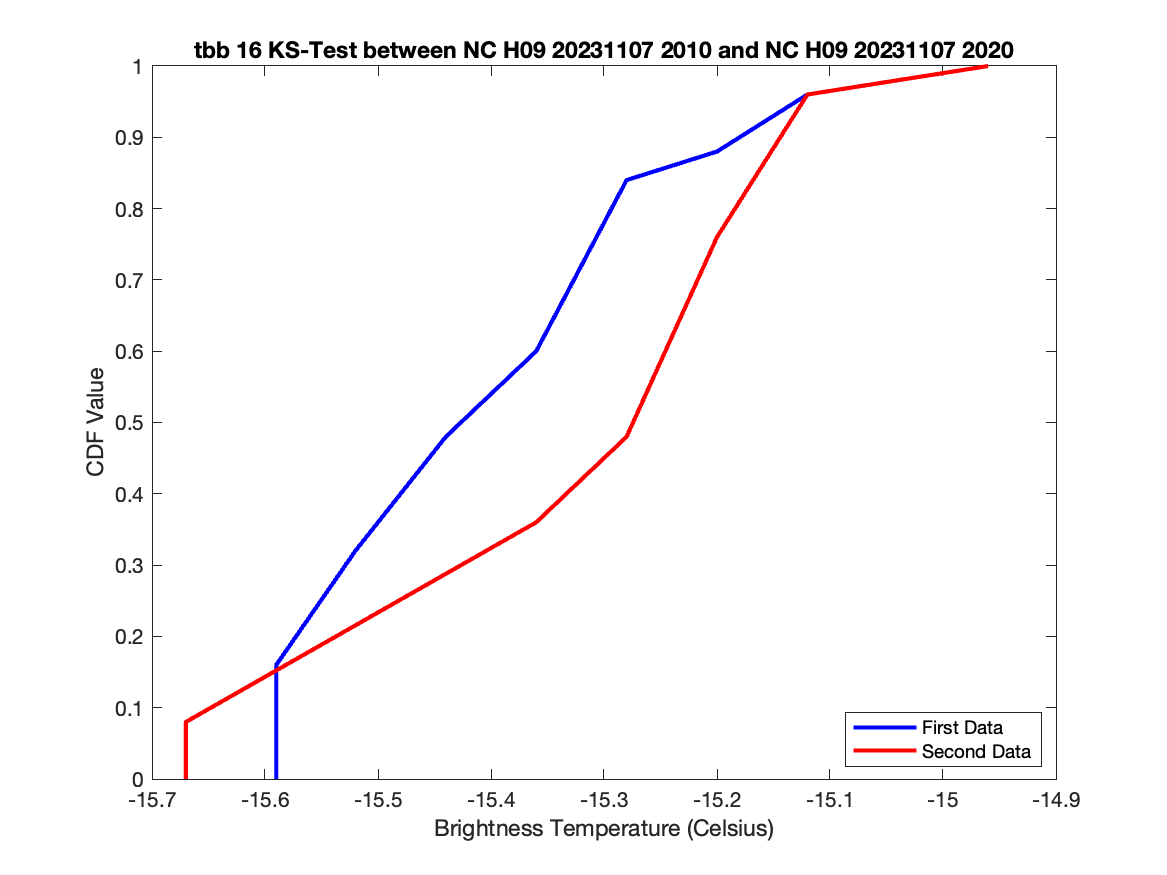 tbb 16 KS-Test between NC H09 20231107 2010 and NC H09 20231107 2020
1
0.9
0.8
0.7
0.6
0.5
0.4
0.3
0.2
0.1
0
CDF Value
First Data
Second Data
-15.7 -15.6 -15.5 -15.4 -15.3 -15.2 -15.1 -15 -14.9
Brightness Temperature (Celsius)